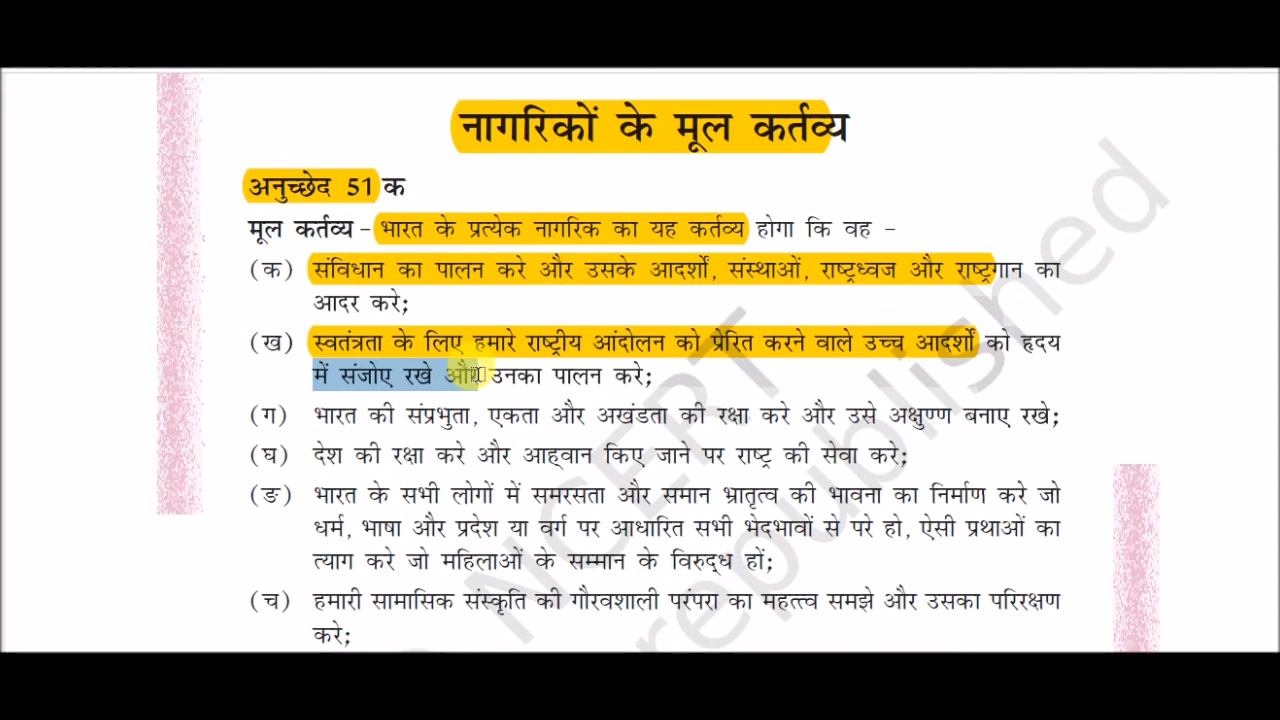 नागरिकों के मूल कर्तव्य
अनुच्छेद 51 क
मूल कर्तव्य – भारत के प्रत्येक नागरिक का यह कर्तव्य होगा कि वह –
(क) संविधान का पालन करे और उसके आदर्शों, संस्थाओं, राष्ट्रध्वज और राष्ट्रगान का
आदर करे;
(ख) स्वतंत्रता के लिए हमारे राष्ट्रीय आंदोलन को प्रेरित करने वाले उच्च आदर्शों को हृदय
में संजोए रखे और उनका पालन करे;
(ग) भारत की संप्रभुता, एकता और अखंडता की रक्षा करे और उसे अक्षुण्ण बनाए रखे;
(घ) देश की रक्षा करे और आह्वान किए जाने पर राष्ट्र की सेवा करे;
(ङ) भारत के सभी लोगों में समरसता और समान भ्रातृत्व की भावना का निर्माण करे जो
धर्म, भाषा और प्रदेश या वर्ग पर आधारित सभी भेदभावों से परे हो, ऐसी प्रथाओं का
त्याग करे जो महिलाओं के सम्मान के विरुद्ध हों;
(च) हमारी सामासिक संस्कृति की गौरवशाली परंपरा का महत्त्व समझे और उसका परिरक्षण
करे;
NCERT
republished